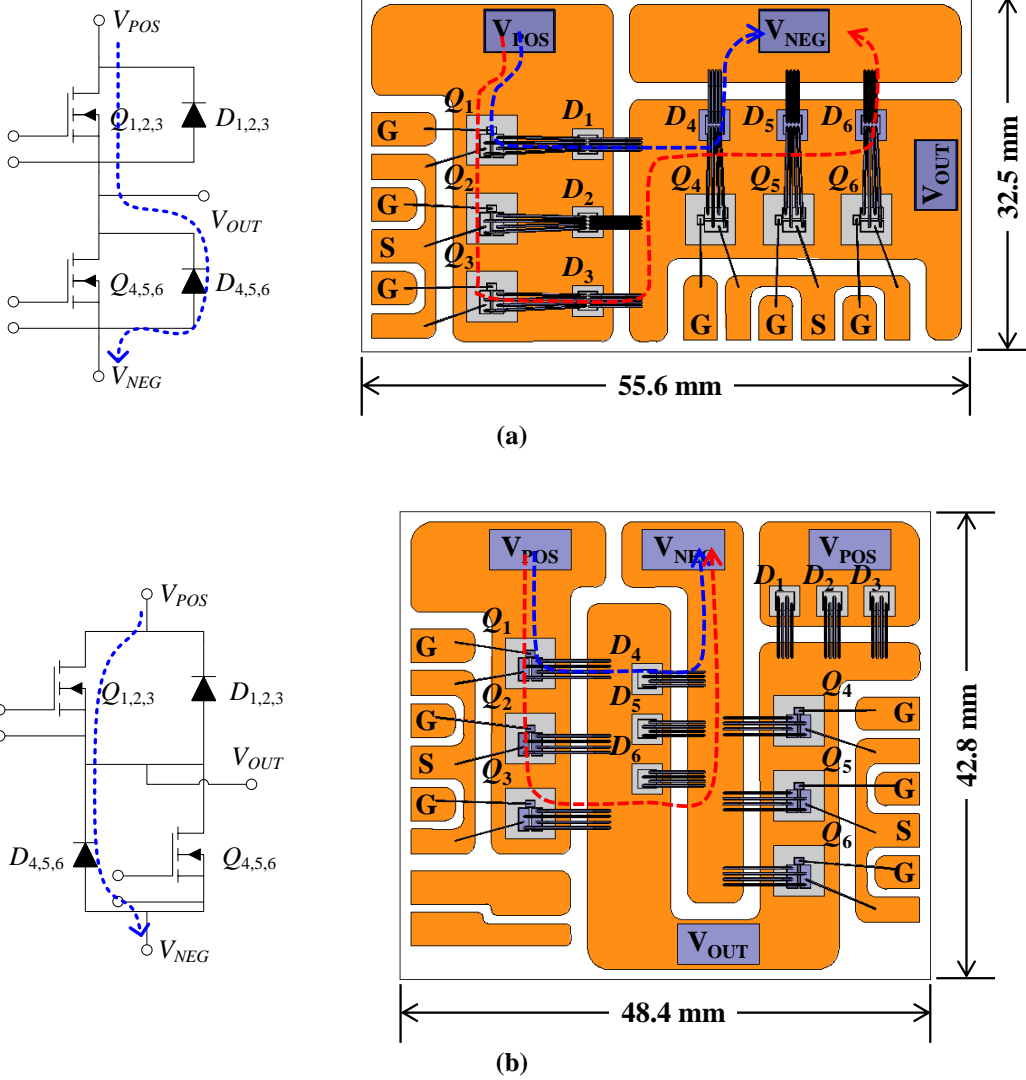 V_POS
Q_1,2,3
D_1,2,3
V_OUT
Q_4,5,6
D_4,5,6
V_NEG
V_POS
V_NEG
Q_1
D_1
D_4
D_5
D_6
G
Q_2
D_2
Q_4
Q_5
Q_6
V_OUT
G
S
Q_3
D_3
G
G
G
S
G
32.5 mm
55.6 mm
(a)
V_POS
Q_1,2,3
D_1,2,3
V_OUT
D_4,5,6
Q_4,5,6
V_NEG
V_POS
V_NEG
V_POS
D_1
D_2
D_3
Q_1
G
D_4
Q_2
D_5
Q_4
G
G
S
Q_3
D_6
Q_5
G
G
S
Q_6
G
V_OUT
42.8 mm
48.4 mm
(b)